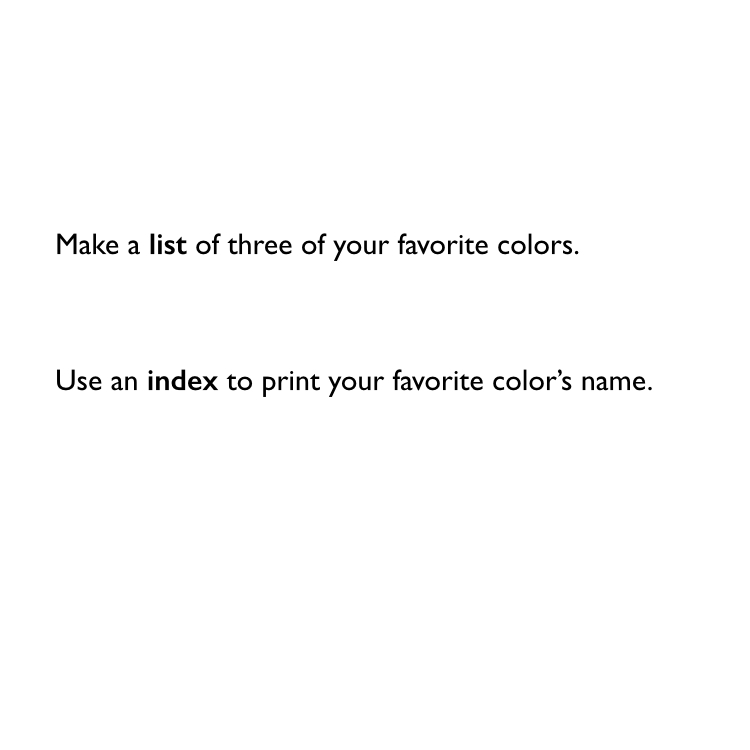 Make a list of three of your favorite colors.
Use an index to print your favorite color’s name.